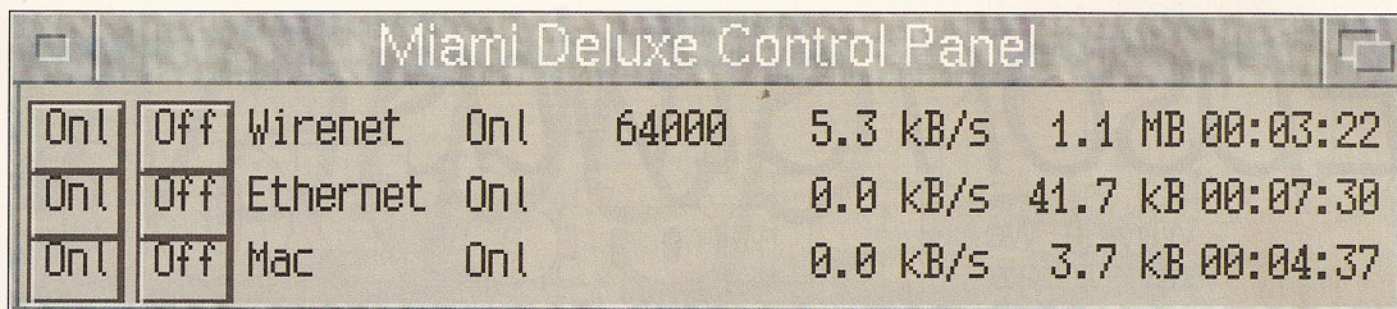 Miami Deluxe Control Panel
Onl Off Wirenet Onl 64000 5.3 kB/s 1.1 MB 00:03:22
Onl Off Ethernet Onl 0.0 kB/s 41.7 kB 00:07:30
Onl Off Mac Onl 0.0 kB/s 3.7 kB 00:04:37